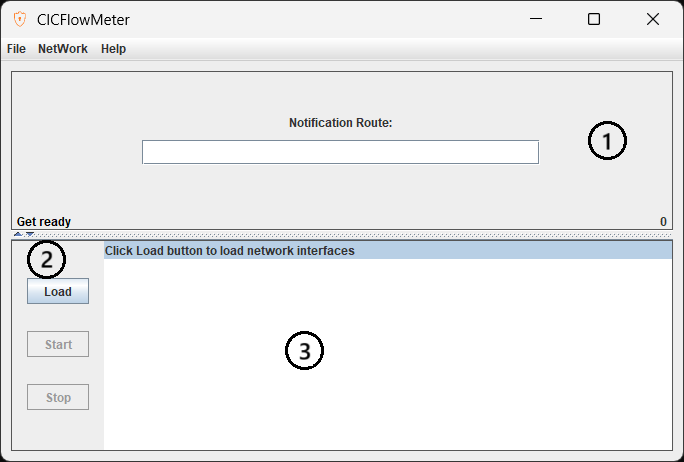 CICFlowMeter
File NetWork Help
Notification Route:
1
Get ready 0
2
Click Load button to load network interfaces
Load
Start
3
Stop